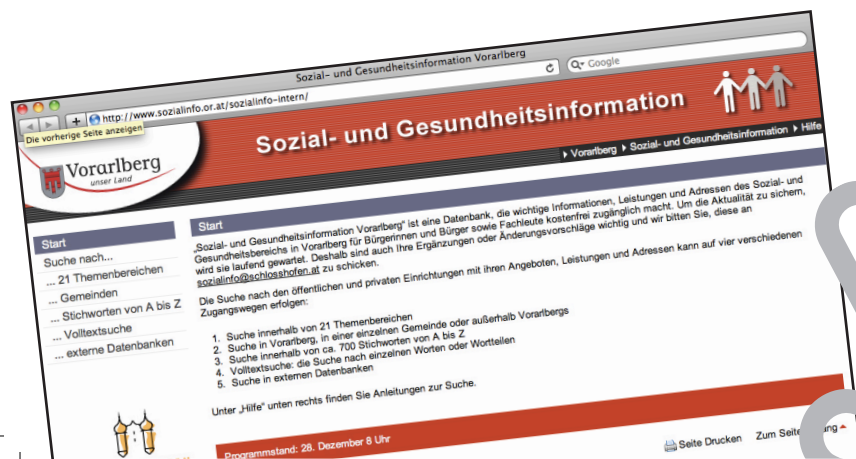 Sozial- und Gesundheitsinformation Vorarlberg
http://www.sozialinfo.or.at/sozialinfo-intern/
Google
Die vorherige Seite anzeigen
Vorarlberg
unser Land
Sozial- und Gesundheitsinformation
Vorarlberg Sozial- und Gesundheitsinformation Hilfe
Start
Suche nach...
... 21 Themenbereichen
... Gemeinden
... Stichworten von A bis Z
... Volltextsuche
... externe Datenbanken
Start
„Sozial- und Gesundheitsinformation Vorarlberg" ist eine Datenbank, die wichtige Informationen, Leistungen und Adressen des Sozial- und
Gesundheitsbereichs in Vorarlberg für Bürgerinnen und Bürger sowie Fachleute kostenfrei zugänglich macht. Um die Aktualität zu sichern,
wird sie laufend gewartet. Deshalb sind auch Ihre Ergänzungen oder Änderungsvorschläge wichtig und wir bitten Sie, diese an
sozialinfo@schlosshofen.at zu schicken.
Die Suche nach den öffentlichen und privaten Einrichtungen mit ihren Angeboten, Leistungen und Adressen kann auf vier verschiedenen
Zugangswegen erfolgen:
1. Suche innerhalb von 21 Themenbereichen
2. Suche in Vorarlberg, in einer einzelnen Gemeinde oder außerhalb Vorarlbergs
3. Suche innerhalb von ca. 700 Stichworten von A bis Z
4. Volltextsuche: die Suche nach einzelnen Worten oder Wortteilen
5. Suche in externen Datenbanken
Unter „Hilfe" unten rechts finden Sie Anleitungen zur Suche.
Programmstand: 28. Dezember 8 Uhr
Seite Drucken Zum